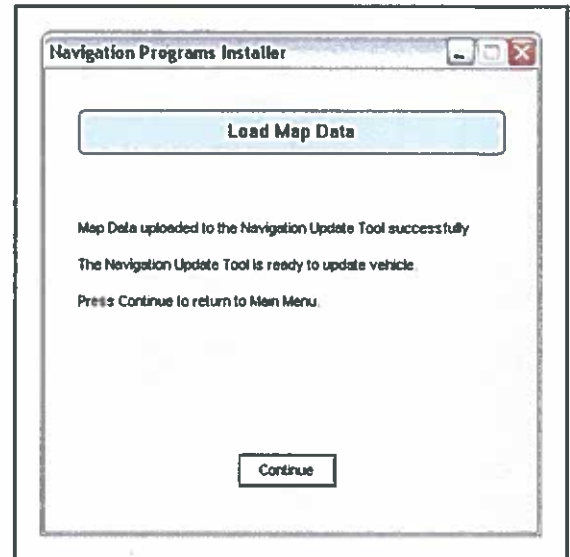 Navigation Programs Installer
Load Map Data
Map Data uploaded to the Navigation Update Tool successfully
The Navigation Update Tool is ready to update vehicle.
Press Continue to return to Main Menu.
Continue